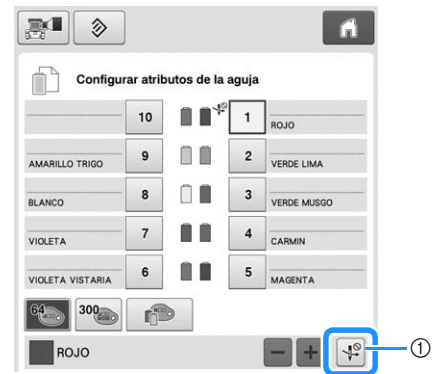 Configurar atributos de la aguja
10 1 ROJO
AMARILLO TRIGO 9 2 VERDE LIMA
BLANCO 8 3 VERDE MUSGO
VIOLETA 7 4 CARMIN
VIOLETA VISTARIA 6 5 MAGENTA
64 300
ROJO - + ①